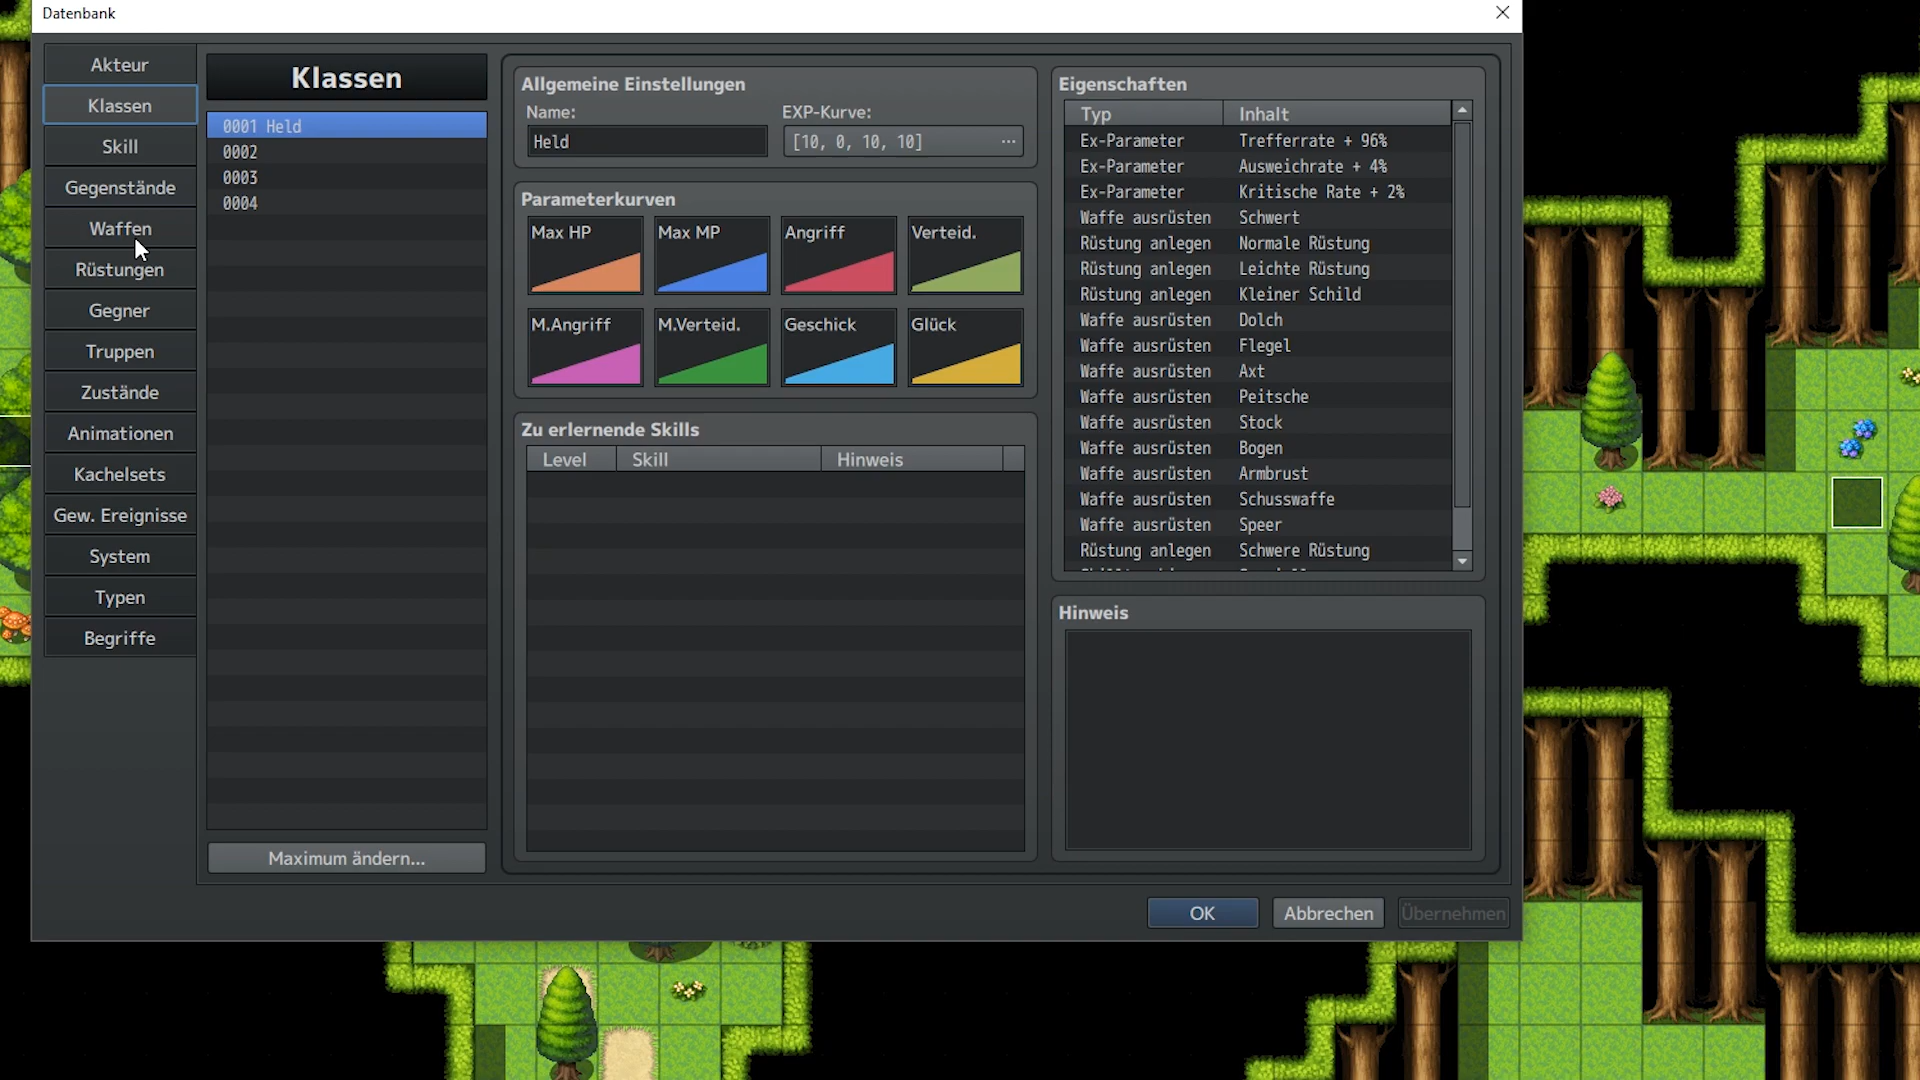 Datenbank
Akteur
Klassen
Skill
Gegenstände
Waffen
Rüstungen
Gegner
Truppen
Zustände
Animationen
Kachelsets
Gew. Ereignisse
System
Typen
Begriffe
Klassen
0001 Held
0002
0003
0004
Maximum ändern...
Allgemeine Einstellungen
Name: EXP-Kurve:
Held [10, 0, 10, 10] ...
Parameterkurven
Max HP Max MP Angriff Verteid.
M.Angriff M.Verteid. Geschick Glück
Zu erlernende Skills
Level Skill Hinweis
Eigenschaften
Typ Inhalt
Ex-Parameter Trefferrate + 96%
Ex-Parameter Ausweichrate + 4%
Ex-Parameter Kritische Rate + 2%
Waffe ausrüsten Schwert
Rüstung anlegen Normale Rüstung
Rüstung anlegen Leichte Rüstung
Rüstung anlegen Kleiner Schild
Waffe ausrüsten Dolch
Waffe ausrüsten Flegel
Waffe ausrüsten Axt
Waffe ausrüsten Peitsche
Waffe ausrüsten Stock
Waffe ausrüsten Bogen
Waffe ausrüsten Armbrust
Waffe ausrüsten Schusswaffe
Waffe ausrüsten Speer
Rüstung anlegen Schwere Rüstung
Hinweis
OK Abbrechen Übernehmen